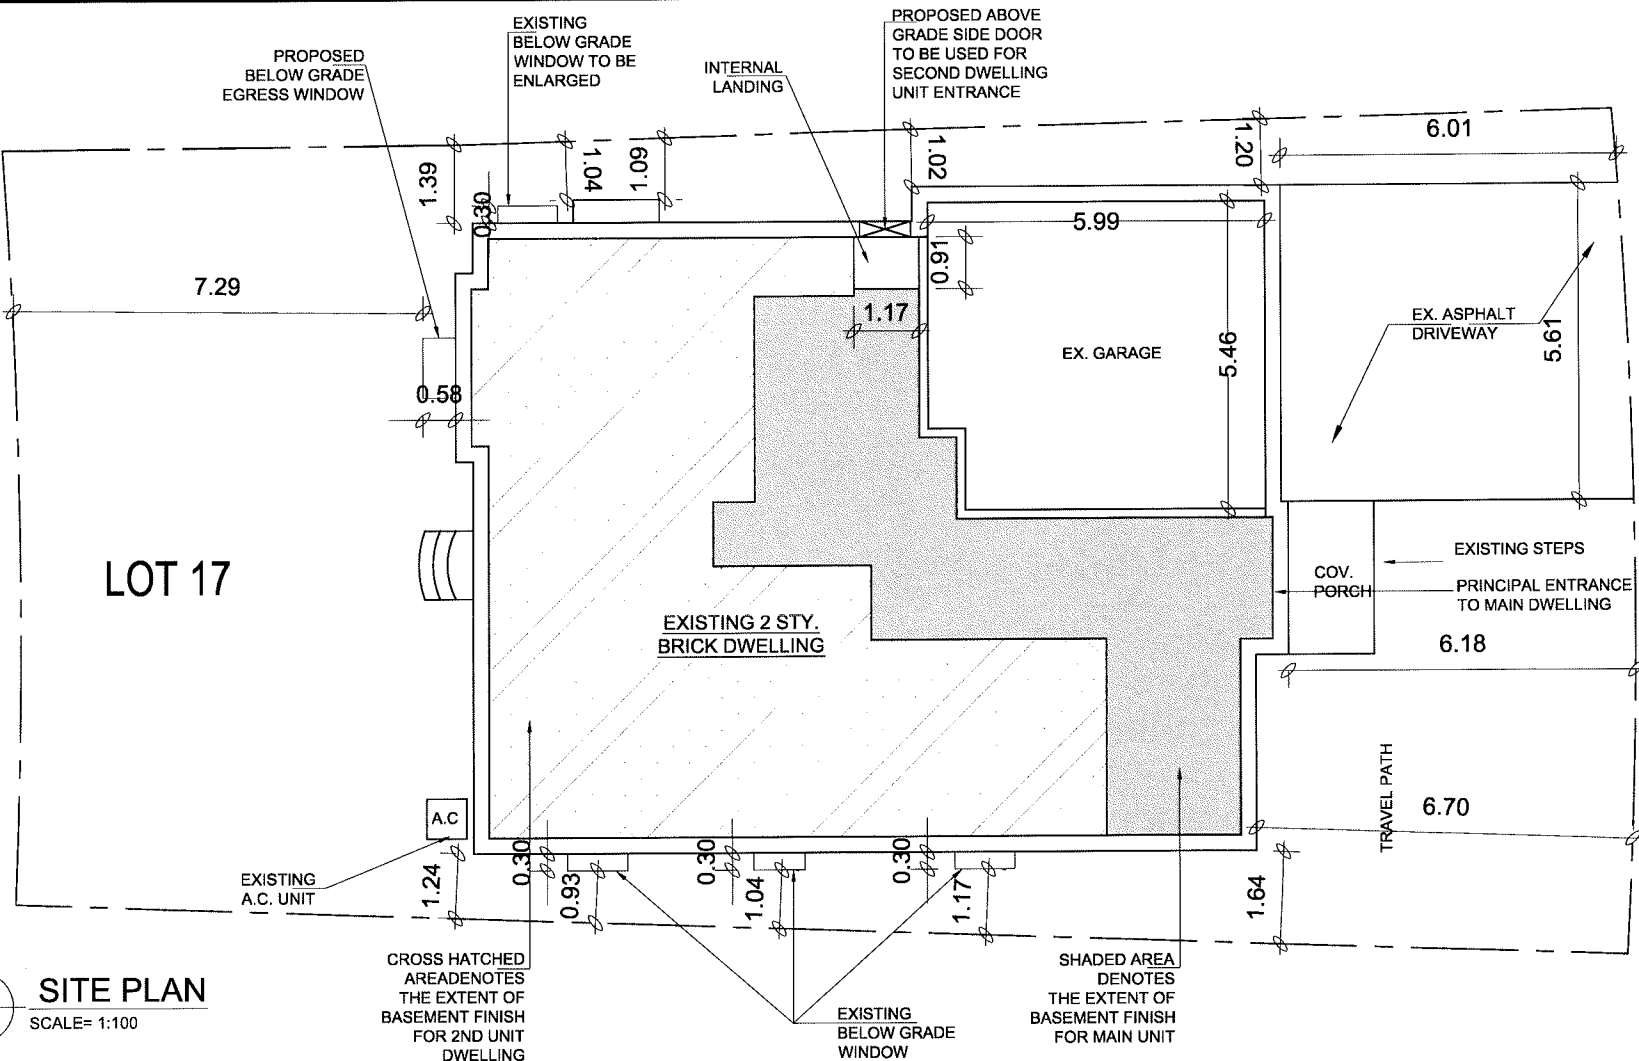 EXISTING
BELOW GRADE
WINDOW TO BE
ENLARGED
PROPOSED
BELOW GRADE
EGRESS WINDOW
INTERNAL
LANDING
PROPOSED ABOVE
GRADE SIDE DOOR
TO BE USED FOR
SECOND DWELLING
UNIT ENTRANCE
1.39
0.30
1.04
1.09
1.02
1.20
6.01
7.29
5.99
0.91
1.17
5.46
5.61
EX. GARAGE
EX. ASPHALT
DRIVEWAY
0.58
LOT 17
EXISTING 2 STY.
BRICK DWELLING
COV.
PORCH
EXISTING STEPS
PRINCIPAL ENTRANCE
TO MAIN DWELLING
6.18
TRAVEL PATH
6.70
A.C
EXISTING
A.C. UNIT
1.24
0.30
0.93
0.30
1.04
0.30
1.17
1.64
CROSS HATCHED
AREADENOTES
THE EXTENT OF
BASEMENT FINISH
FOR 2ND UNIT
DWELLING
EXISTING
BELOW GRADE
WINDOW
SHADED AREA
DENOTES
THE EXTENT OF
BASEMENT FINISH
FOR MAIN UNIT
SITE PLAN
SCALE= 1:100